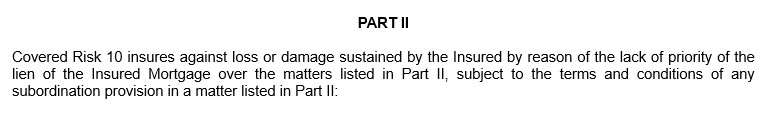 PART II
Covered Risk 10 insures against loss or damage sustained by the Insured by reason of the lack of priority of the
lien of the Insured Mortgage over the matters listed in Part II, subject to the terms and conditions of any
subordination provision in a matter listed in Part II: